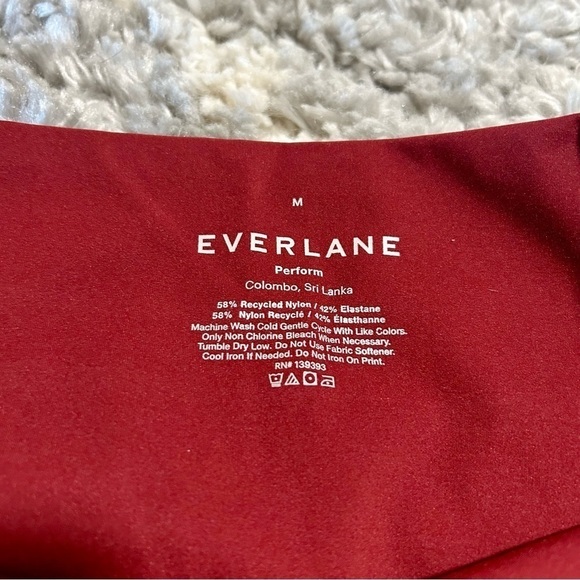 M
EVERLANE
Perform
Colombo, Sri Lanka
58% Recycled Nylon / 42% Elastane
58% Nylon Recyclé / 42% Élasthanne
Machine Wash Cold Gentle Cycle With Like Colors.
Only Non Chlorine Bleach When Necessary.
Tumble Dry Low. Do Not Use Fabric Softener.
Cool Iron If Needed. Do Not Iron On Print.
RN# 139393